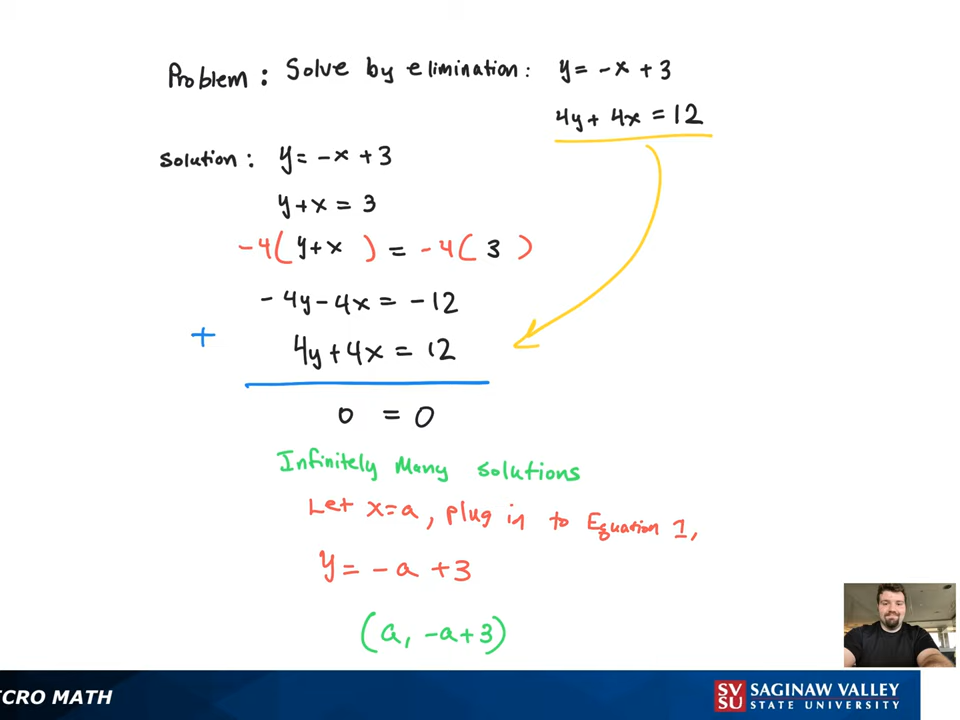 Problem: Solve by elimination: y = -x + 3
4y + 4x = 12
Solution: y = -x + 3
y + x = 3
-4( y+x ) = -4( 3 )
-4y - 4x = -12
+ 4y + 4x = 12
0 = 0
Infinitely Many Solutions
Let x=a, plug in to Equation 1,
y = -a + 3
(a, -a+3)
CRO MATH
SV
SU
SAGINAW VALLEY
STATE UNIVERSITY